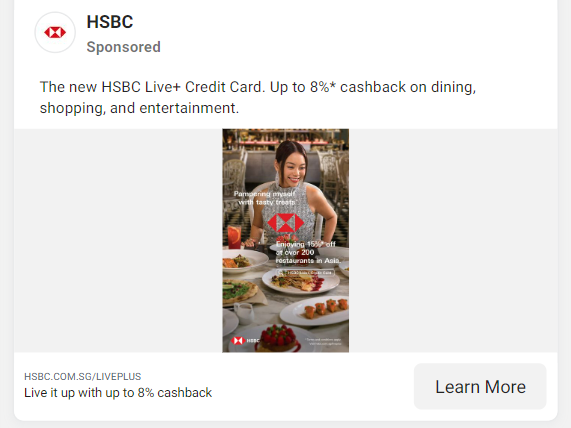 HSBC
Sponsored
The new HSBC Live+ Credit Card. Up to 8%* cashback on dining,
shopping, and entertainment.
Pampering myself
with tasty treats
Enjoying 15%* off
at over 200
restaurants in Asia
HSBC
HSBC.COM.SG/LIVEPLUS
Live it up with up to 8% cashback
Learn More